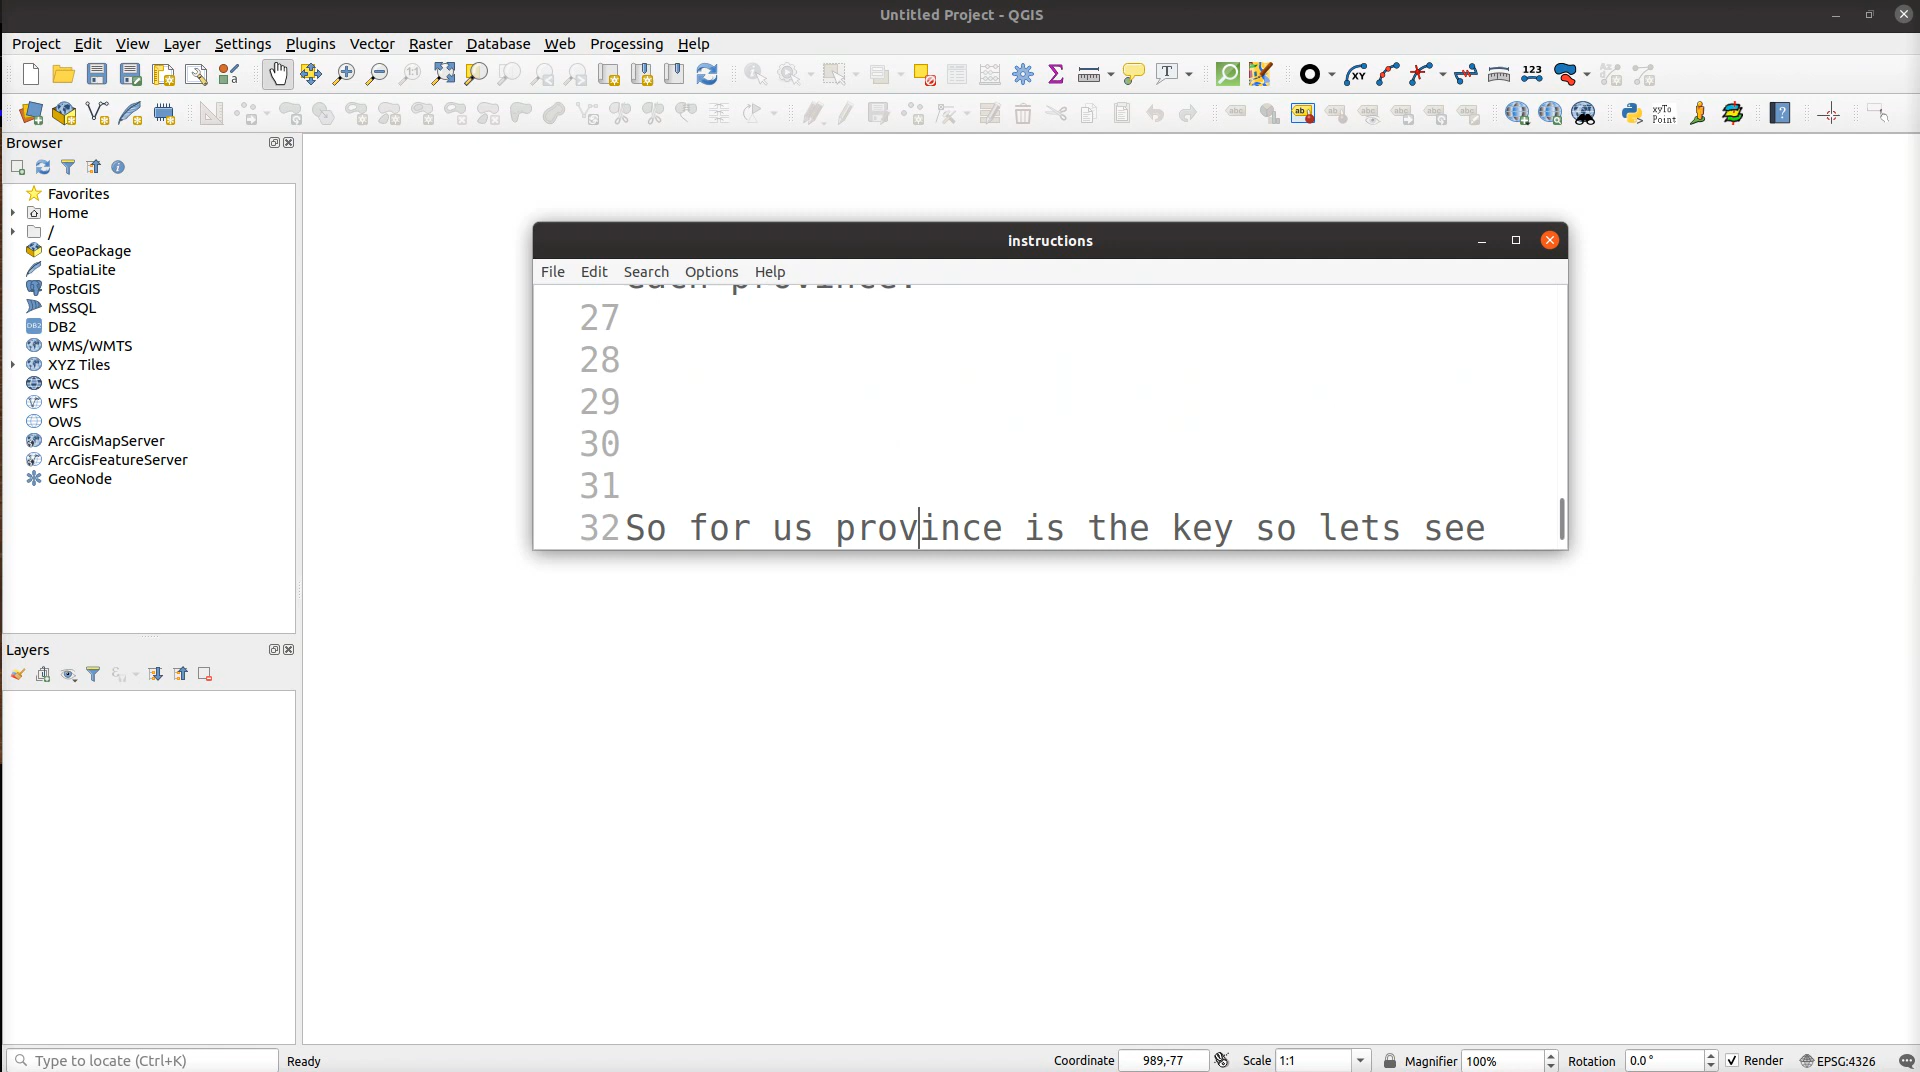 Untitled Project - QGIS
Project Edit View Layer Settings Plugins Vector Raster Database Web Processing Help
Browser
Favorites
Home
/
GeoPackage
SpatiaLite
PostGIS
MSSQL
DB2
WMS/WMTS
XYZ Tiles
WCS
WFS
OWS
ArcGisMapServer
ArcGisFeatureServer
GeoNode
instructions
File Edit Search Options Help
each province.
27
28
29
30
31
32 So for us province is the key so lets see
Layers
Type to locate (Ctrl+K) Ready Coordinate 989,-77 Scale 1:1 Magnifier 100% Rotation 0.0 ° Render EPSG:4326